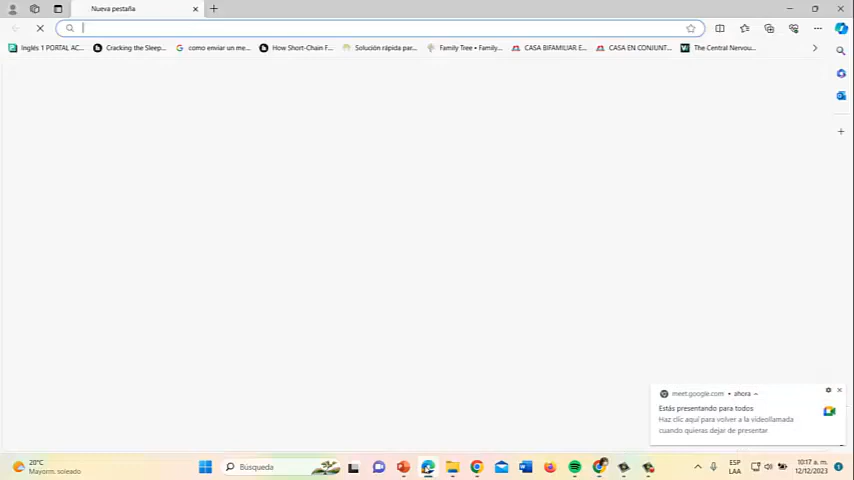 Nueva pestaña
Inglés 1 PORTAL AC...
Cracking the Sleep...
como enviar un me...
How Short-Chain F...
Solución rápida par...
Family Tree • Family...
CASA BIFAMILIAR E...
CASA EN CONJUNT...
The Central Nervou...
meet.google.com • ahora
Estás presentando para todos
Haz clic aquí para volver a la videollamada
cuando quieras dejar de presentar
20°C
Mayorm. soleado
Búsqueda
ESP
LAA
10:17 a. m.
12/12/2023